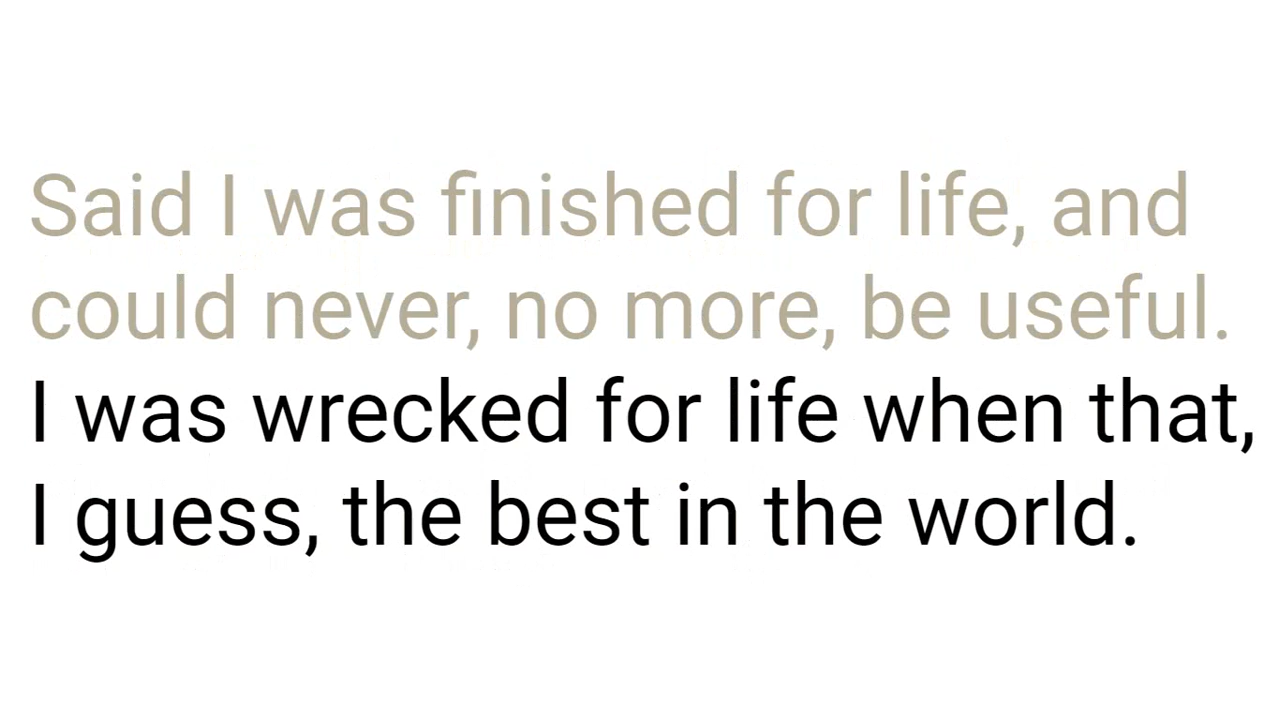 Said I was finished for life, and
could never, no more, be useful.
I was wrecked for life when that,
I guess, the best in the world.